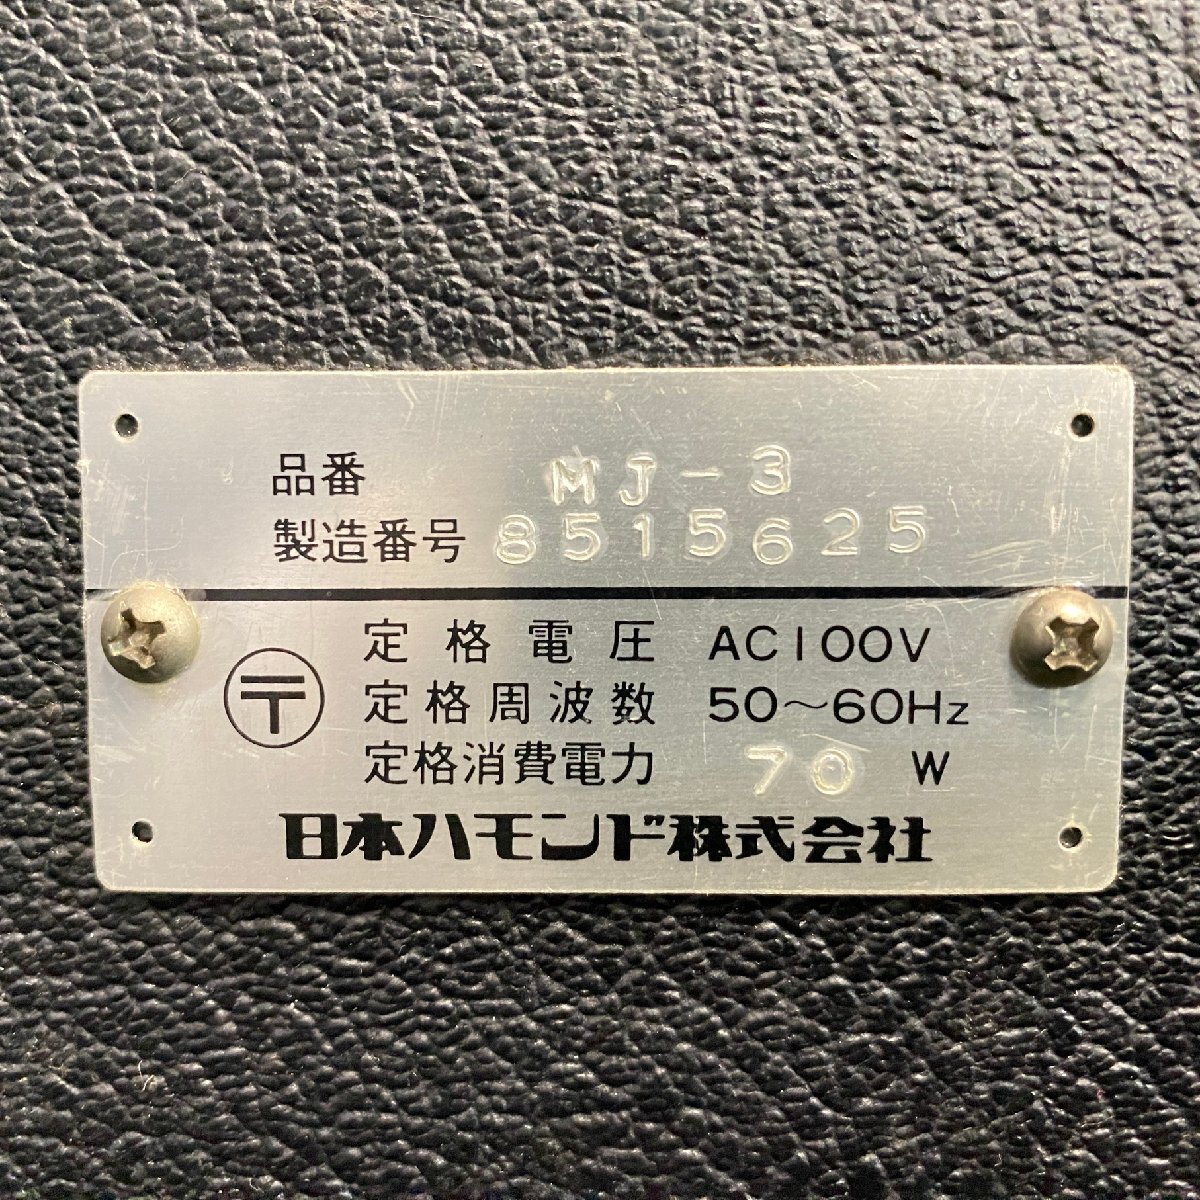 品番 MJ-3
製造番号 8515625
定格電圧 AC100V
〒 定格周波数 50～60Hz
定格消費電力 70 W
日本ハモンド株式会社